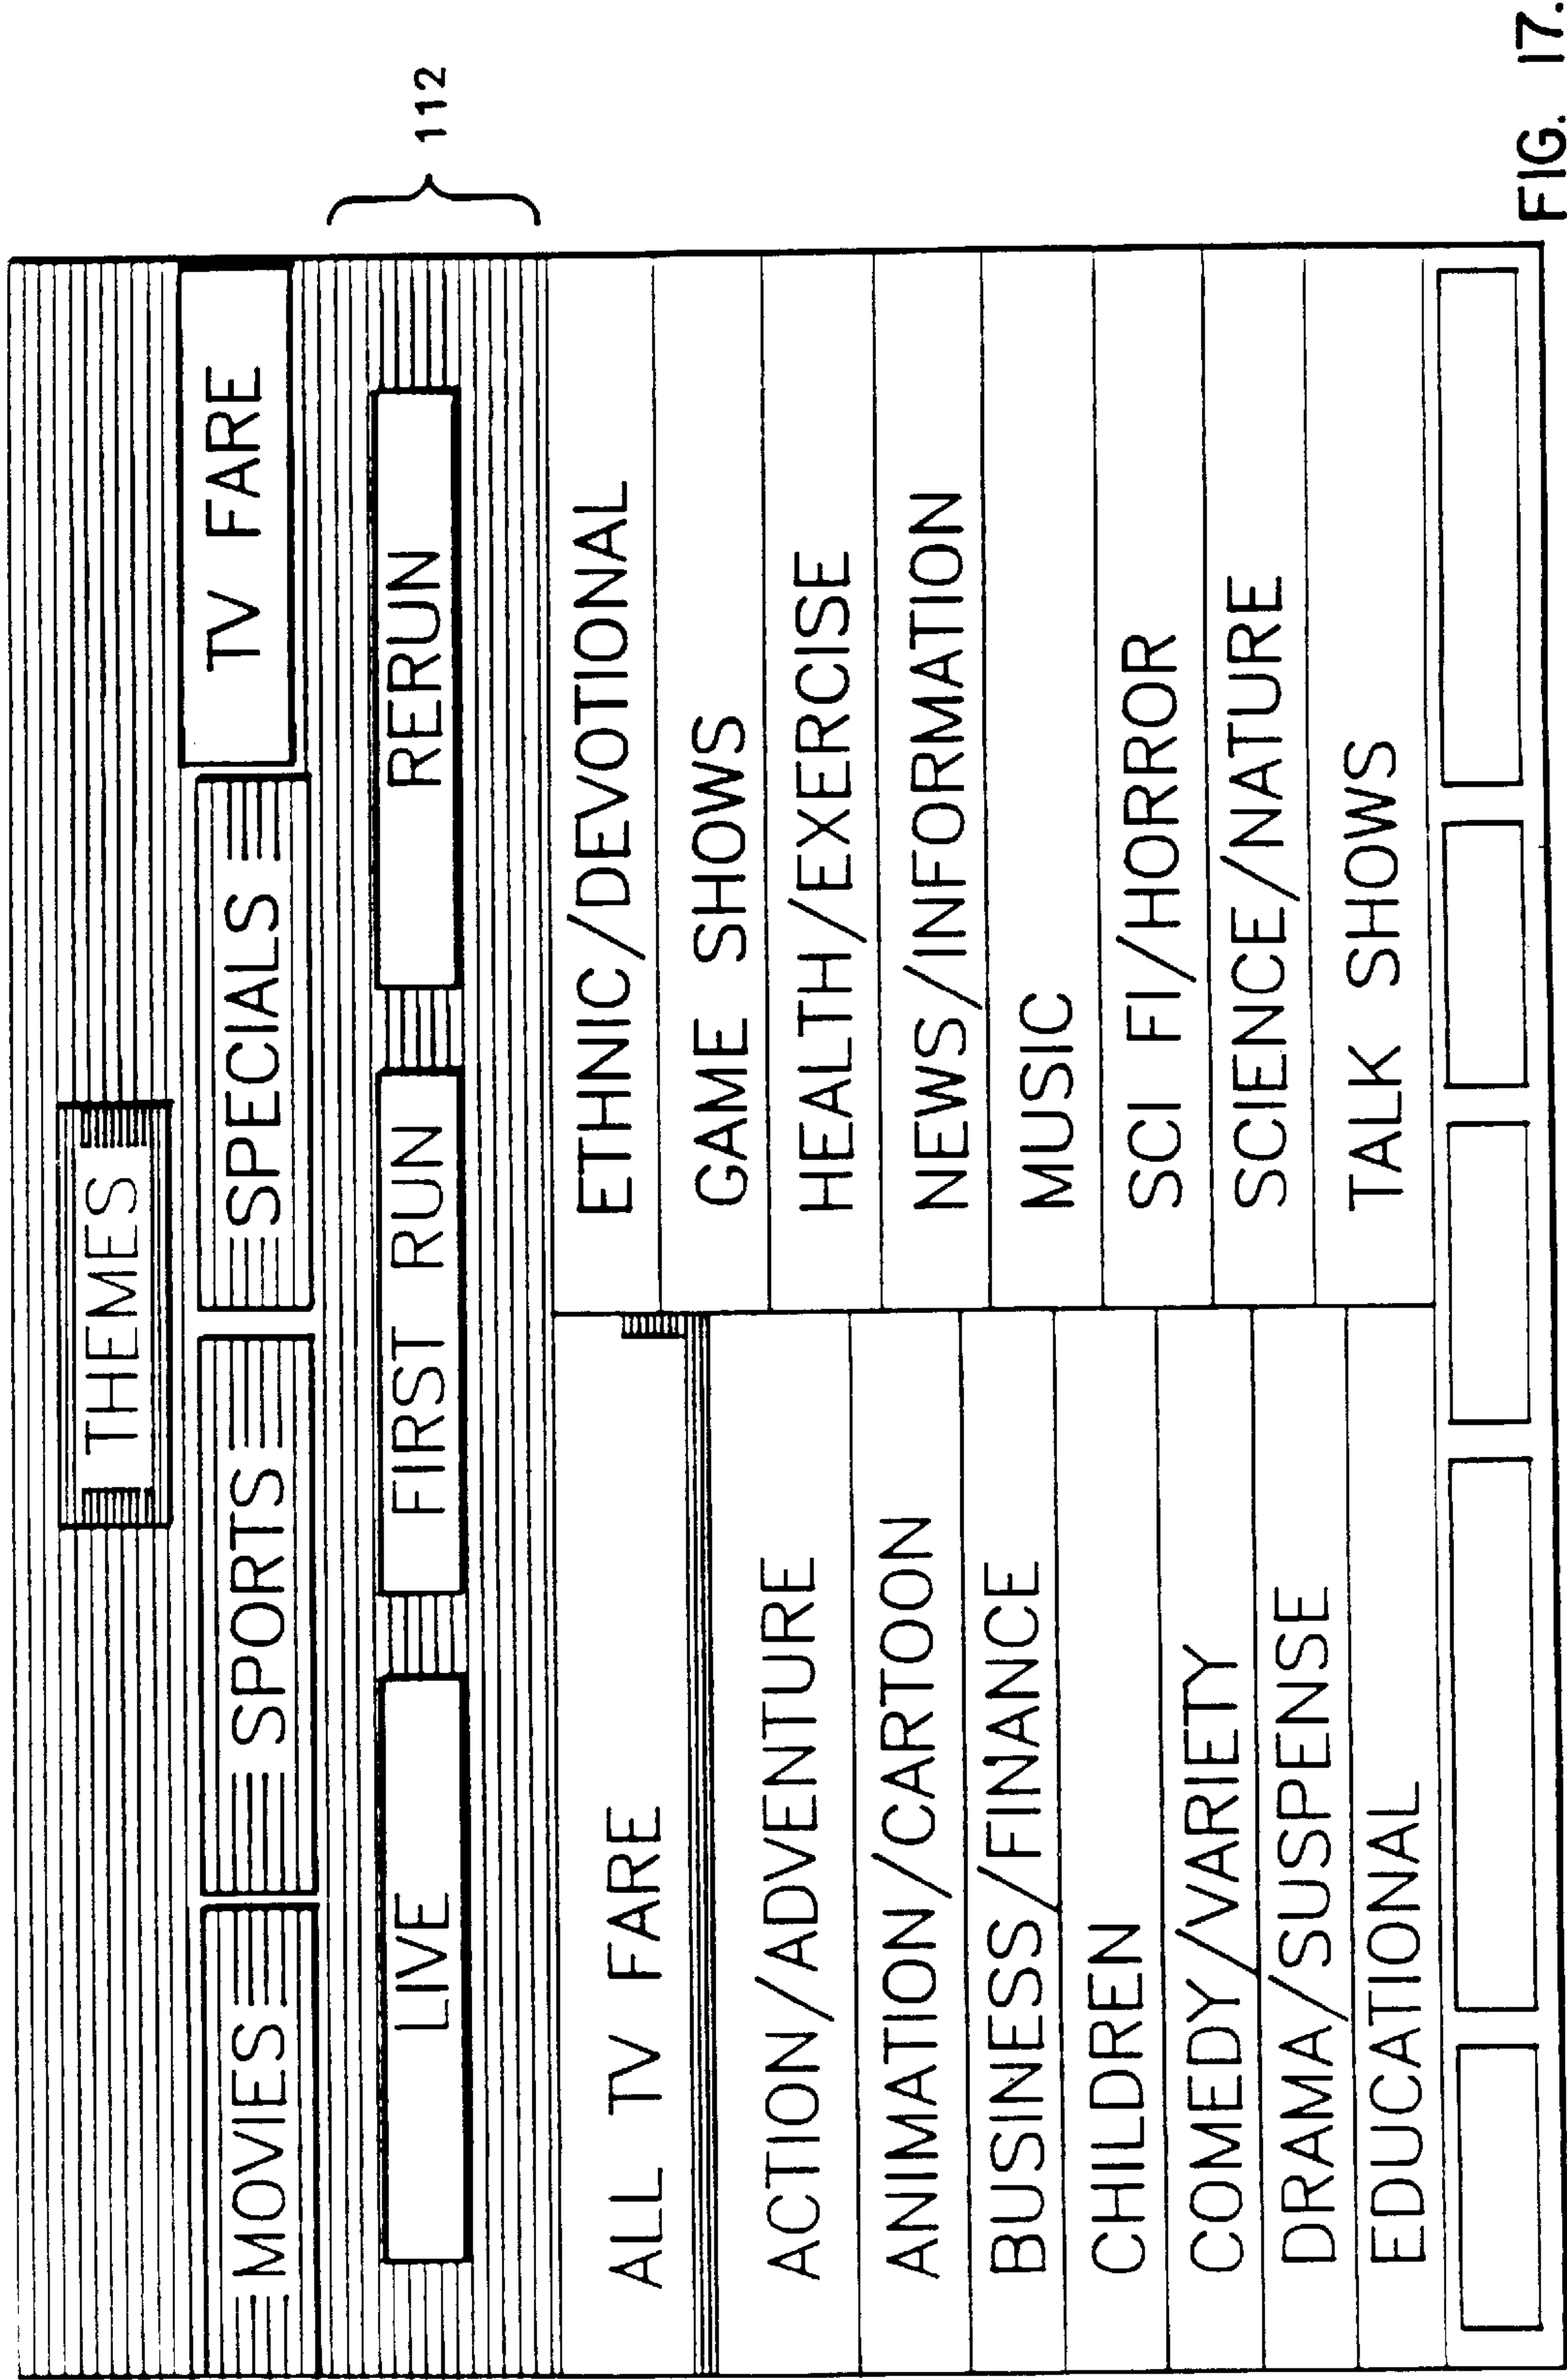 THEMES
MOVIES SPORTS SPECIALS TV FARE
LIVE FIRST RUN RERUN
112
ALL TV FARE
ACTION/ADVENTURE
ANIMATION/CARTOON
BUSINESS/FINANCE
CHILDREN
COMEDY/VARIETY
DRAMA/SUSPENSE
EDUCATIONAL
ETHNIC/DEVOTIONAL
GAME SHOWS
HEALTH/EXERCISE
NEWS/INFORMATION
MUSIC
SCI FI/HORROR
SCIENCE/NATURE
TALK SHOWS
FIG. 17.